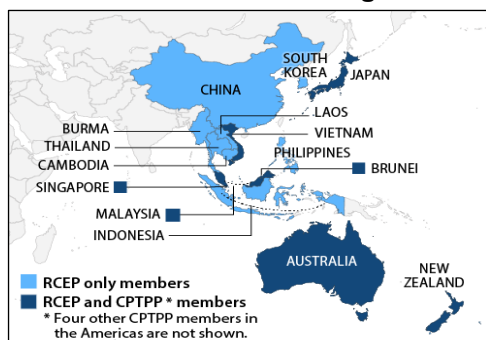 SOUTH
KOREA
JAPAN
CHINA
LAOS
BURMA
VIETNAM
THAILAND
PHILIPPINES
CAMBODIA
BRUNEI
SINGAPORE
MALAYSIA
INDONESIA
AUSTRALIA
NEW
ZEALAND
RCEP only members
RCEP and CPTPP * members
* Four other CPTPP members in
the Americas are not shown.